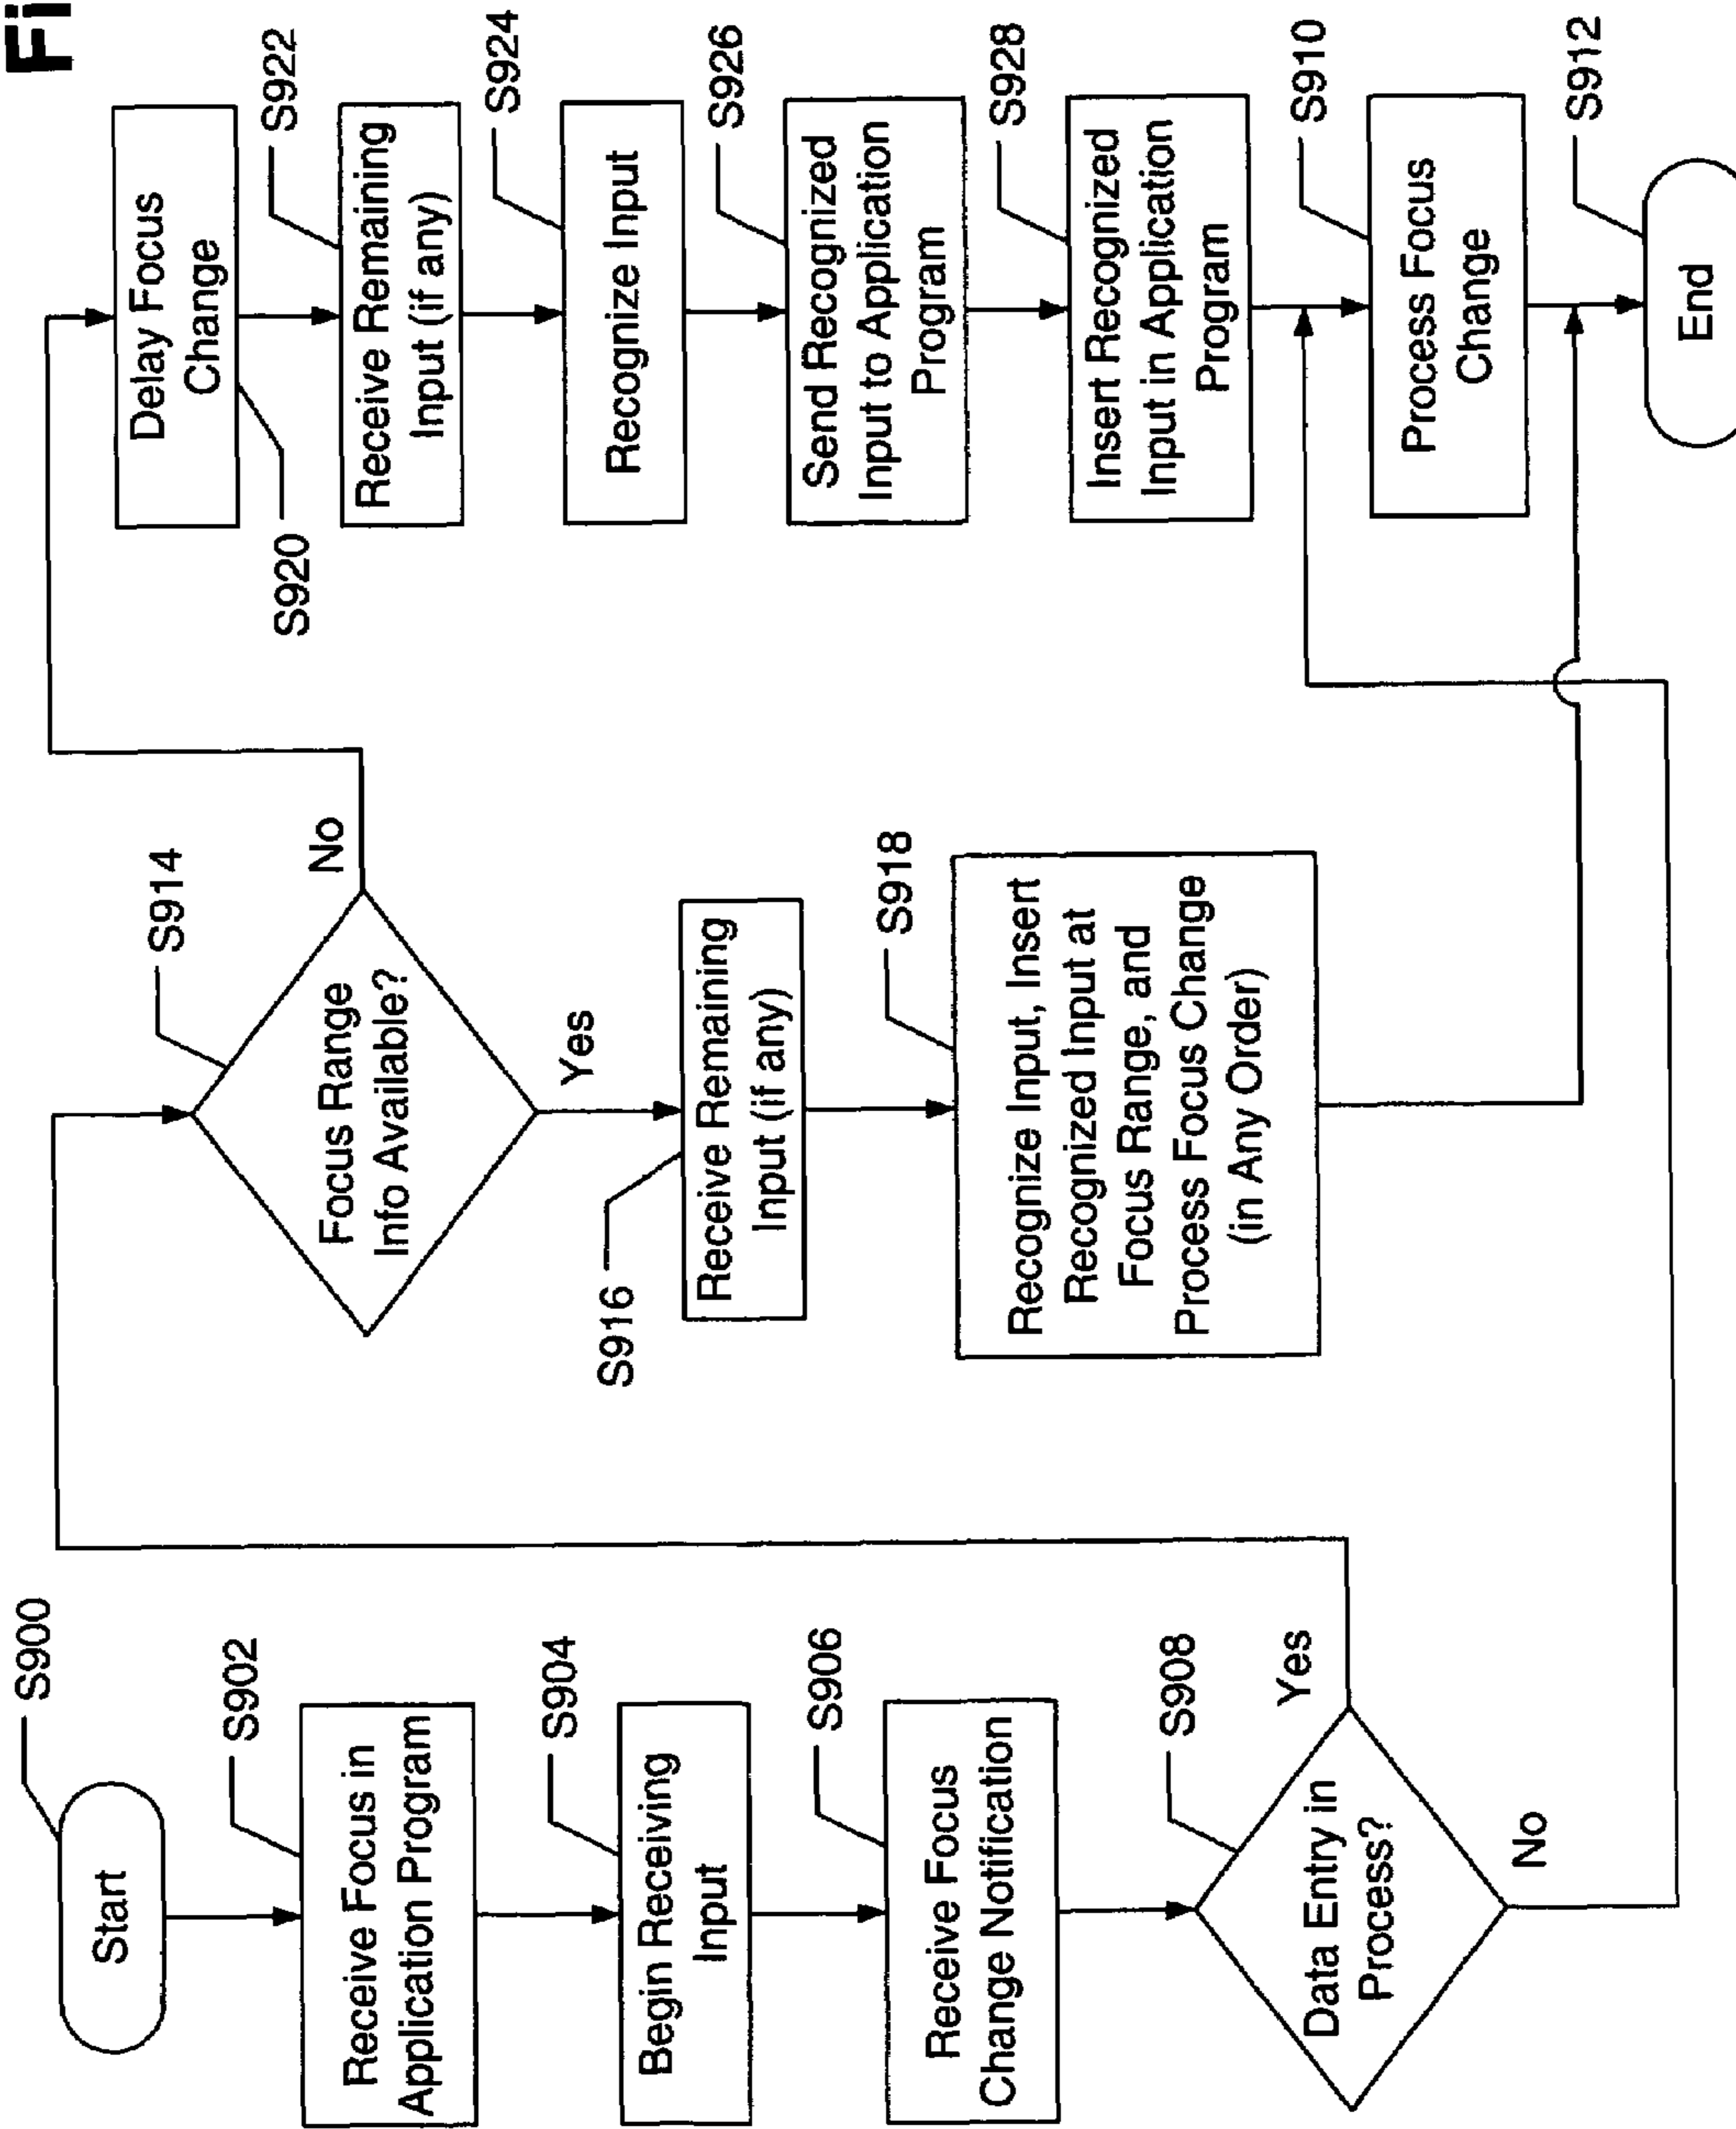 Fi
Start
S900
Receive Focus in
Application Program
S902
Begin Receiving
Input
S904
Receive Focus
Change Notification
S906
Data Entry in
Process?
S908
Yes
No
Focus Range
Info Available?
S914
No
Yes
Receive Remaining
Input (if any)
S916
Recognize Input, Insert
Recognized Input at
Focus Range, and
Process Focus Change
(in Any Order)
S918
Delay Focus
Change
S920
Receive Remaining
Input (if any)
S922
Recognize Input
S924
Send Recognized
Input to Application
Program
S926
Insert Recognized
Input in Application
Program
S928
Process Focus
Change
S910
End
S912